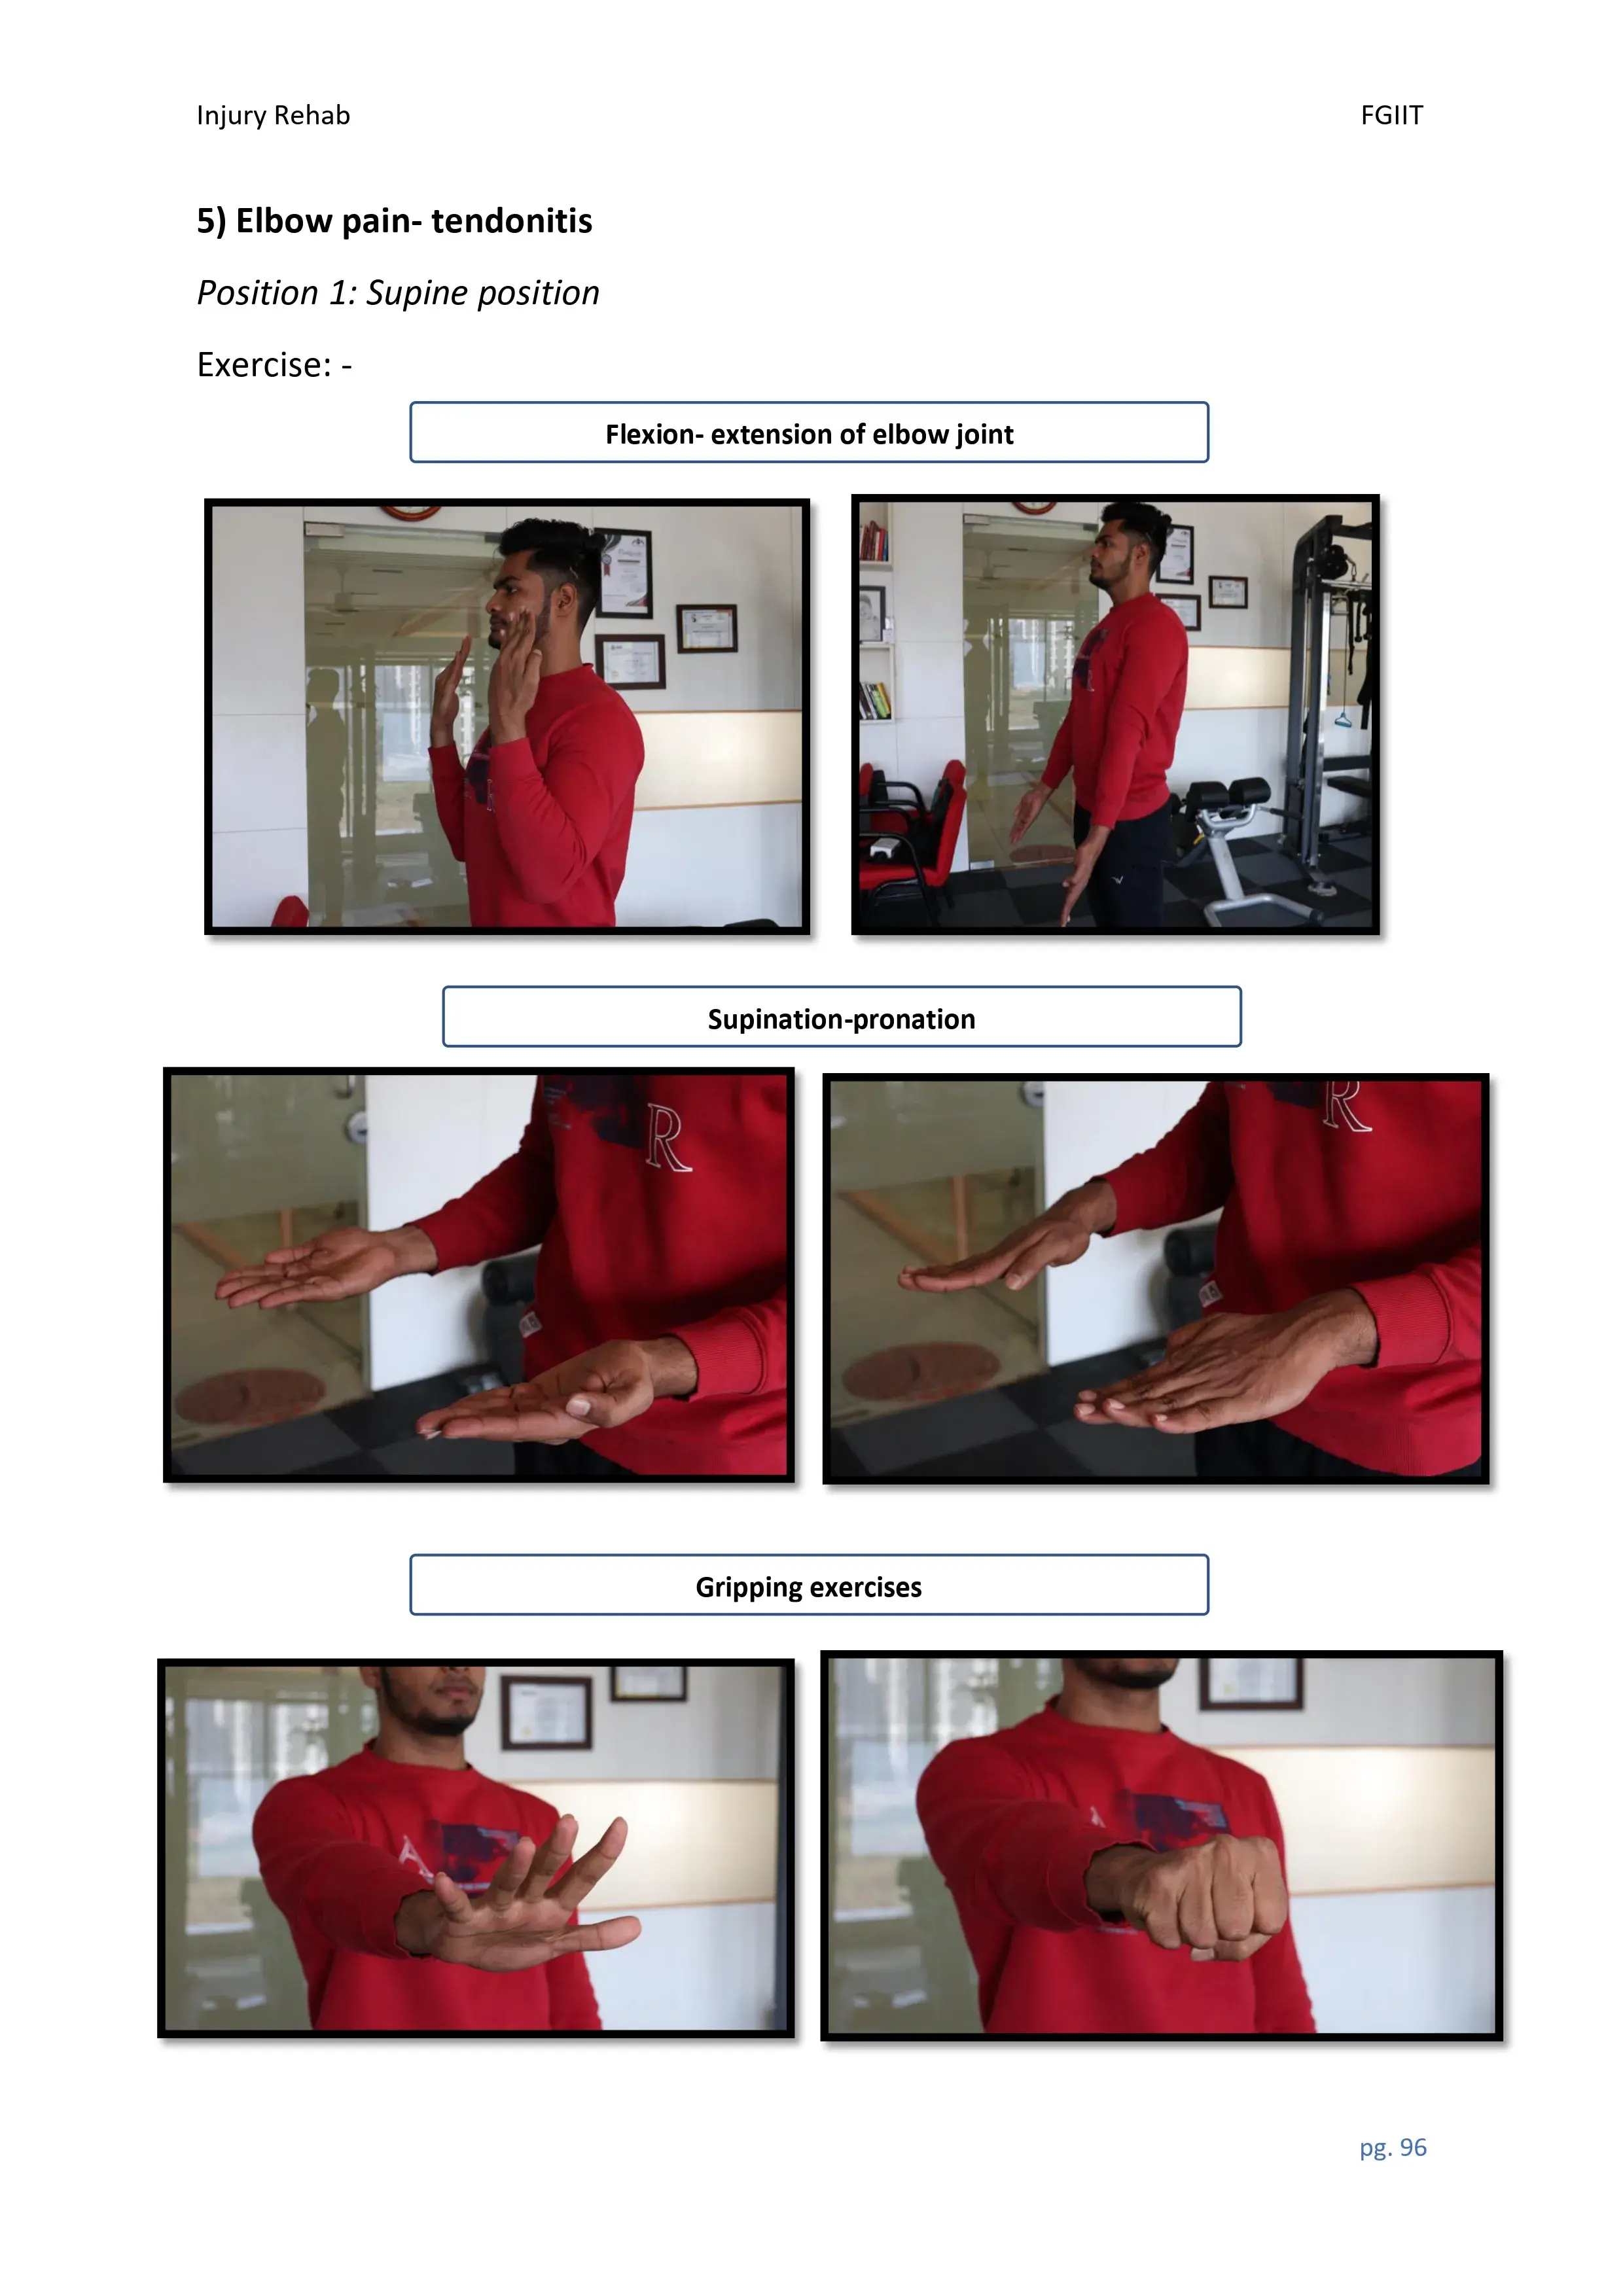 Injury Rehab FGIIT
5) Elbow pain- tendonitis
Position 1: Supine position
Exercise: -
Flexion- extension of elbow joint
Supination-pronation
R
R
Gripping exercises
pg. 96